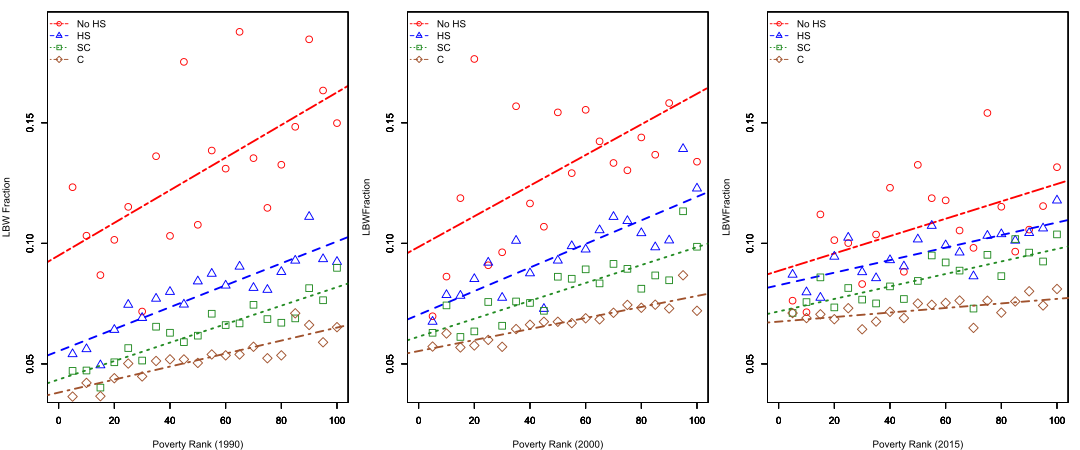 No HS
HS
SC
C
0.05 0.10 0.15
LBW Fraction
0 20 40 60 80 100
Poverty Rank (1990)
No HS
HS
SC
C
0.05 0.10 0.15
LBWFraction
0 20 40 60 80 100
Poverty Rank (2000)
No HS
HS
SC
C
0.05 0.10 0.15
LBWFraction
0 20 40 60 80 100
Poverty Rank (2015)